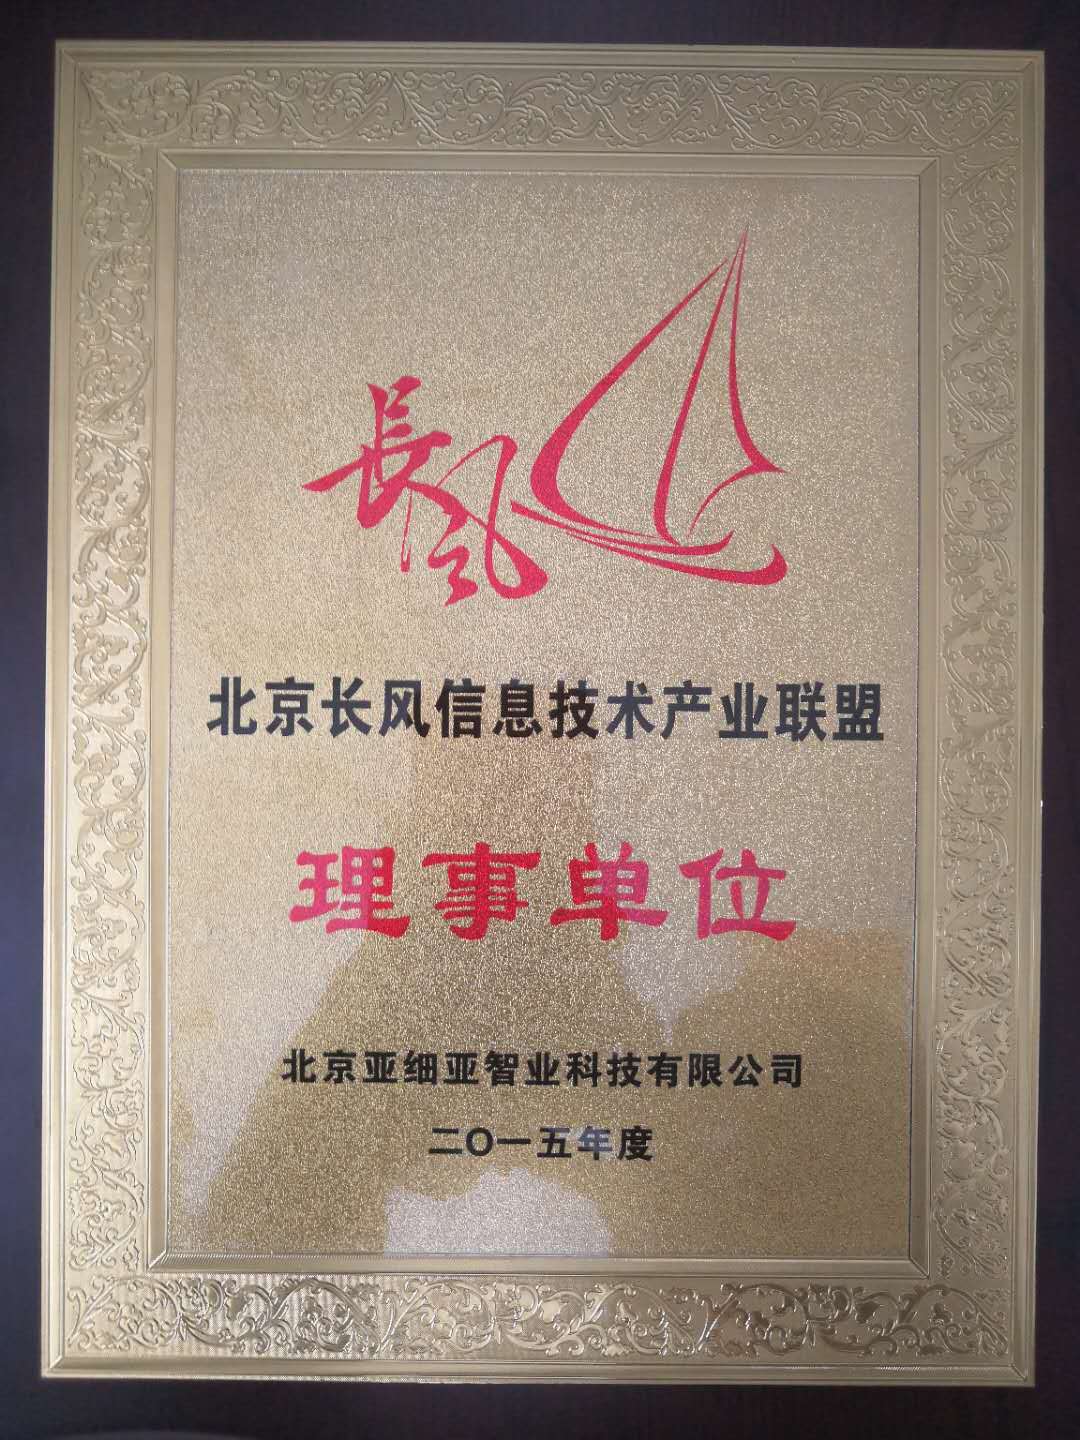 長风
北京长风信息技术产业联盟
理事单位
北京亚细亚智业科技有限公司
二〇一五年度